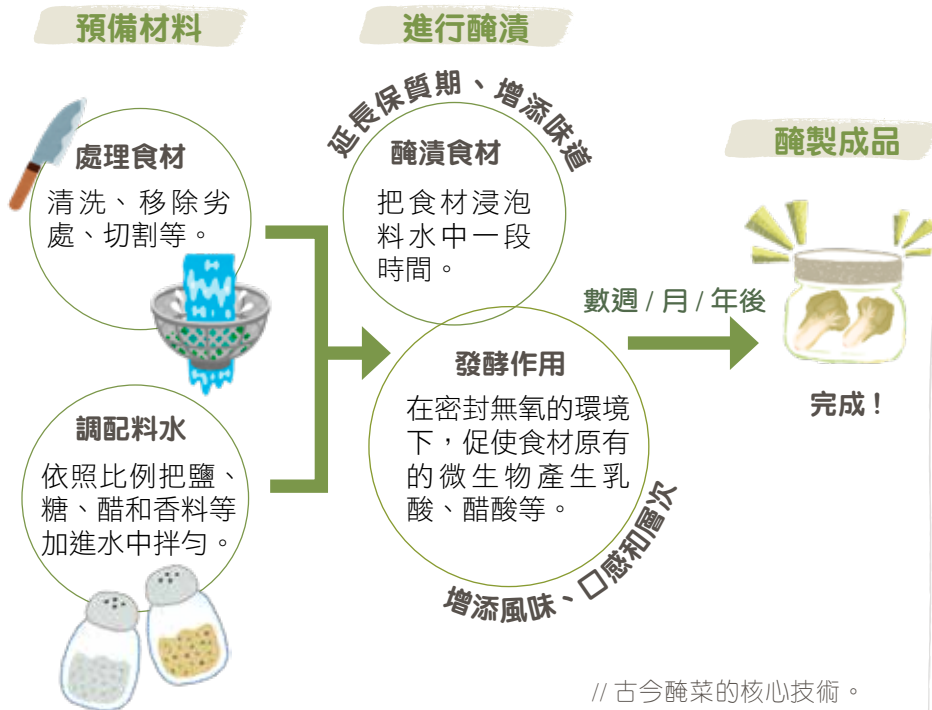 預備材料
處理食材
清洗、移除劣
處、切割等。
調配料水
依照比例把鹽、
糖、醋和香料等
加進水中拌勻。
進行醃漬
延長保質期、增添味道
醃漬食材
把食材浸泡
料水中一段
時間。
發酵作用
在密封無氧的環境
下，促使食材原有
的微生物產生乳
酸、醋酸等。
增添風味、口感和層次
數週 / 月 / 年後
醃製成品
完成！
// 古今醃菜的核心技術。